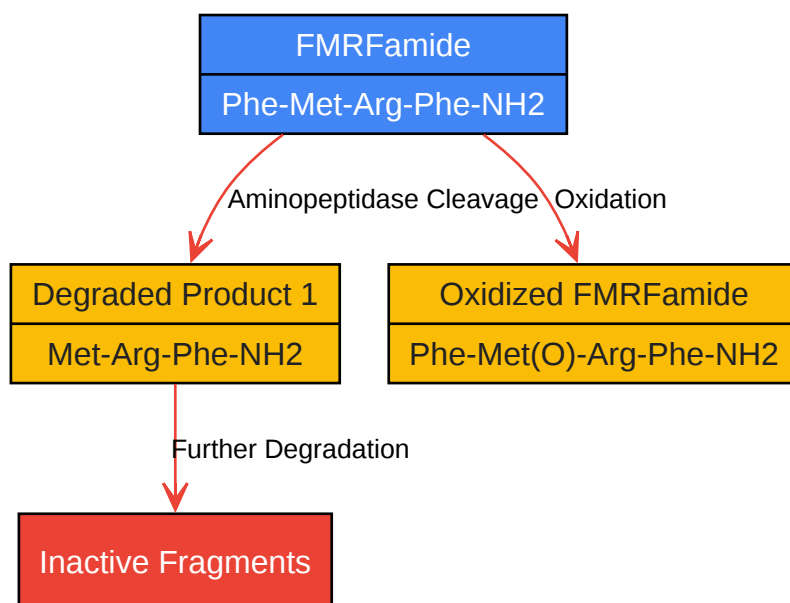 FMRFamide
Phe-Met-Arg-Phe-NH2
Aminopeptidase Cleavage
Oxidation
Degraded Product 1
Met-Arg-Phe-NH2
Oxidized FMRFamide
Phe-Met(O)-Arg-Phe-NH2
Further Degradation
Inactive Fragments